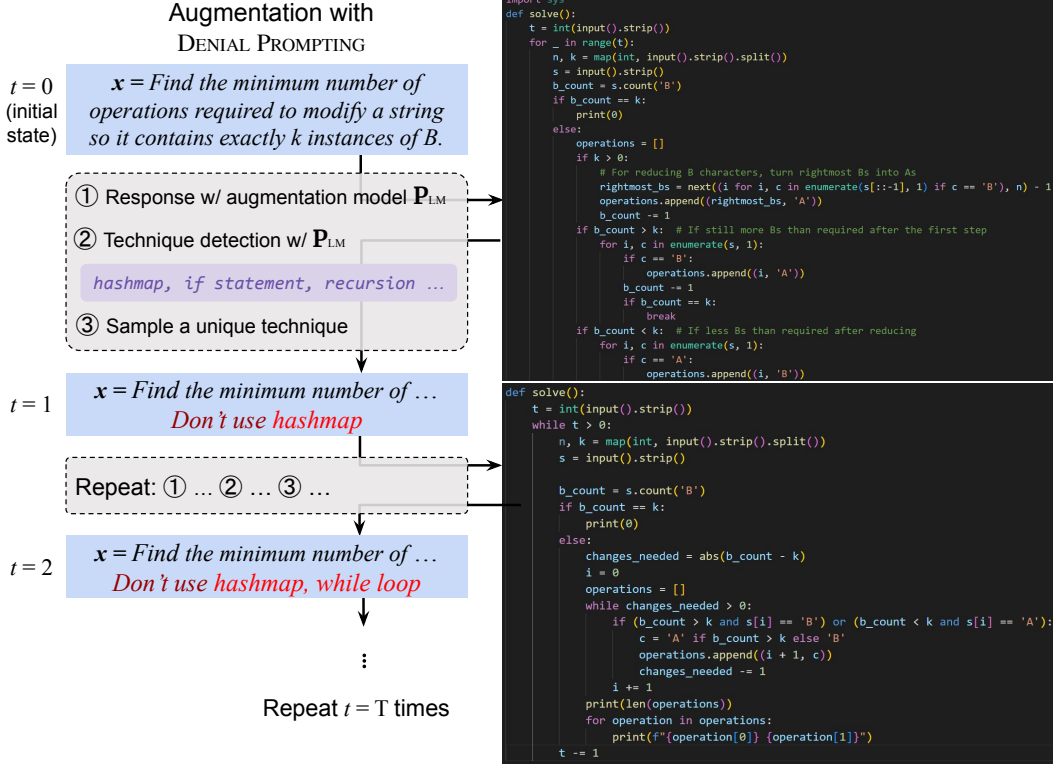 Augmentation with
DENIAL PROMPTING
t = 0
(initial
state)
x = Find the minimum number of
operations required to modify a string
so it contains exactly k instances of B.
① Response w/ augmentation model P_LM
② Technique detection w/ P_LM
hashmap, if statement, recursion ...
③ Sample a unique technique
t = 1
x = Find the minimum number of …
Don't use hashmap
Repeat: ① … ② … ③ …
t = 2
x = Find the minimum number of …
Don't use hashmap, while loop
⋮
Repeat t = T times
import sys
def solve():
    t = int(input().strip())
    for _ in range(t):
        n, k = map(int, input().strip().split())
        s = input().strip()
        b_count = s.count('B')
        if b_count == k:
            print(0)
        else:
            operations = []
            if k > 0:
                # For reducing B characters, turn rightmost Bs into As
                rightmost_bs = next((i for i, c in enumerate(s[::-1], 1) if c == 'B'), n) - 1
                operations.append((rightmost_bs, 'A'))
                b_count -= 1
            if b_count > k:  # If still more Bs than required after the first step
                for i, c in enumerate(s, 1):
                    if c == 'B':
                        operations.append((i, 'A'))
                    b_count -= 1
                    if b_count == k:
                        break
            if b_count < k:  # If less Bs than required after reducing
                for i, c in enumerate(s, 1):
                    if c == 'A':
                        operations.append((i, 'B'))
def solve():
    t = int(input().strip())
    while t > 0:
        n, k = map(int, input().strip().split())
        s = input().strip()
        b_count = s.count('B')
        if b_count == k:
            print(0)
        else:
            changes_needed = abs(b_count - k)
            i = 0
            operations = []
            while changes_needed > 0:
                if (b_count > k and s[i] == 'B') or (b_count < k and s[i] == 'A'):
                    c = 'A' if b_count > k else 'B'
                    operations.append((i + 1, c))
                    changes_needed -= 1
                i += 1
            print(len(operations))
            for operation in operations:
                print(f"{operation[0]} {operation[1]}")
        t -= 1